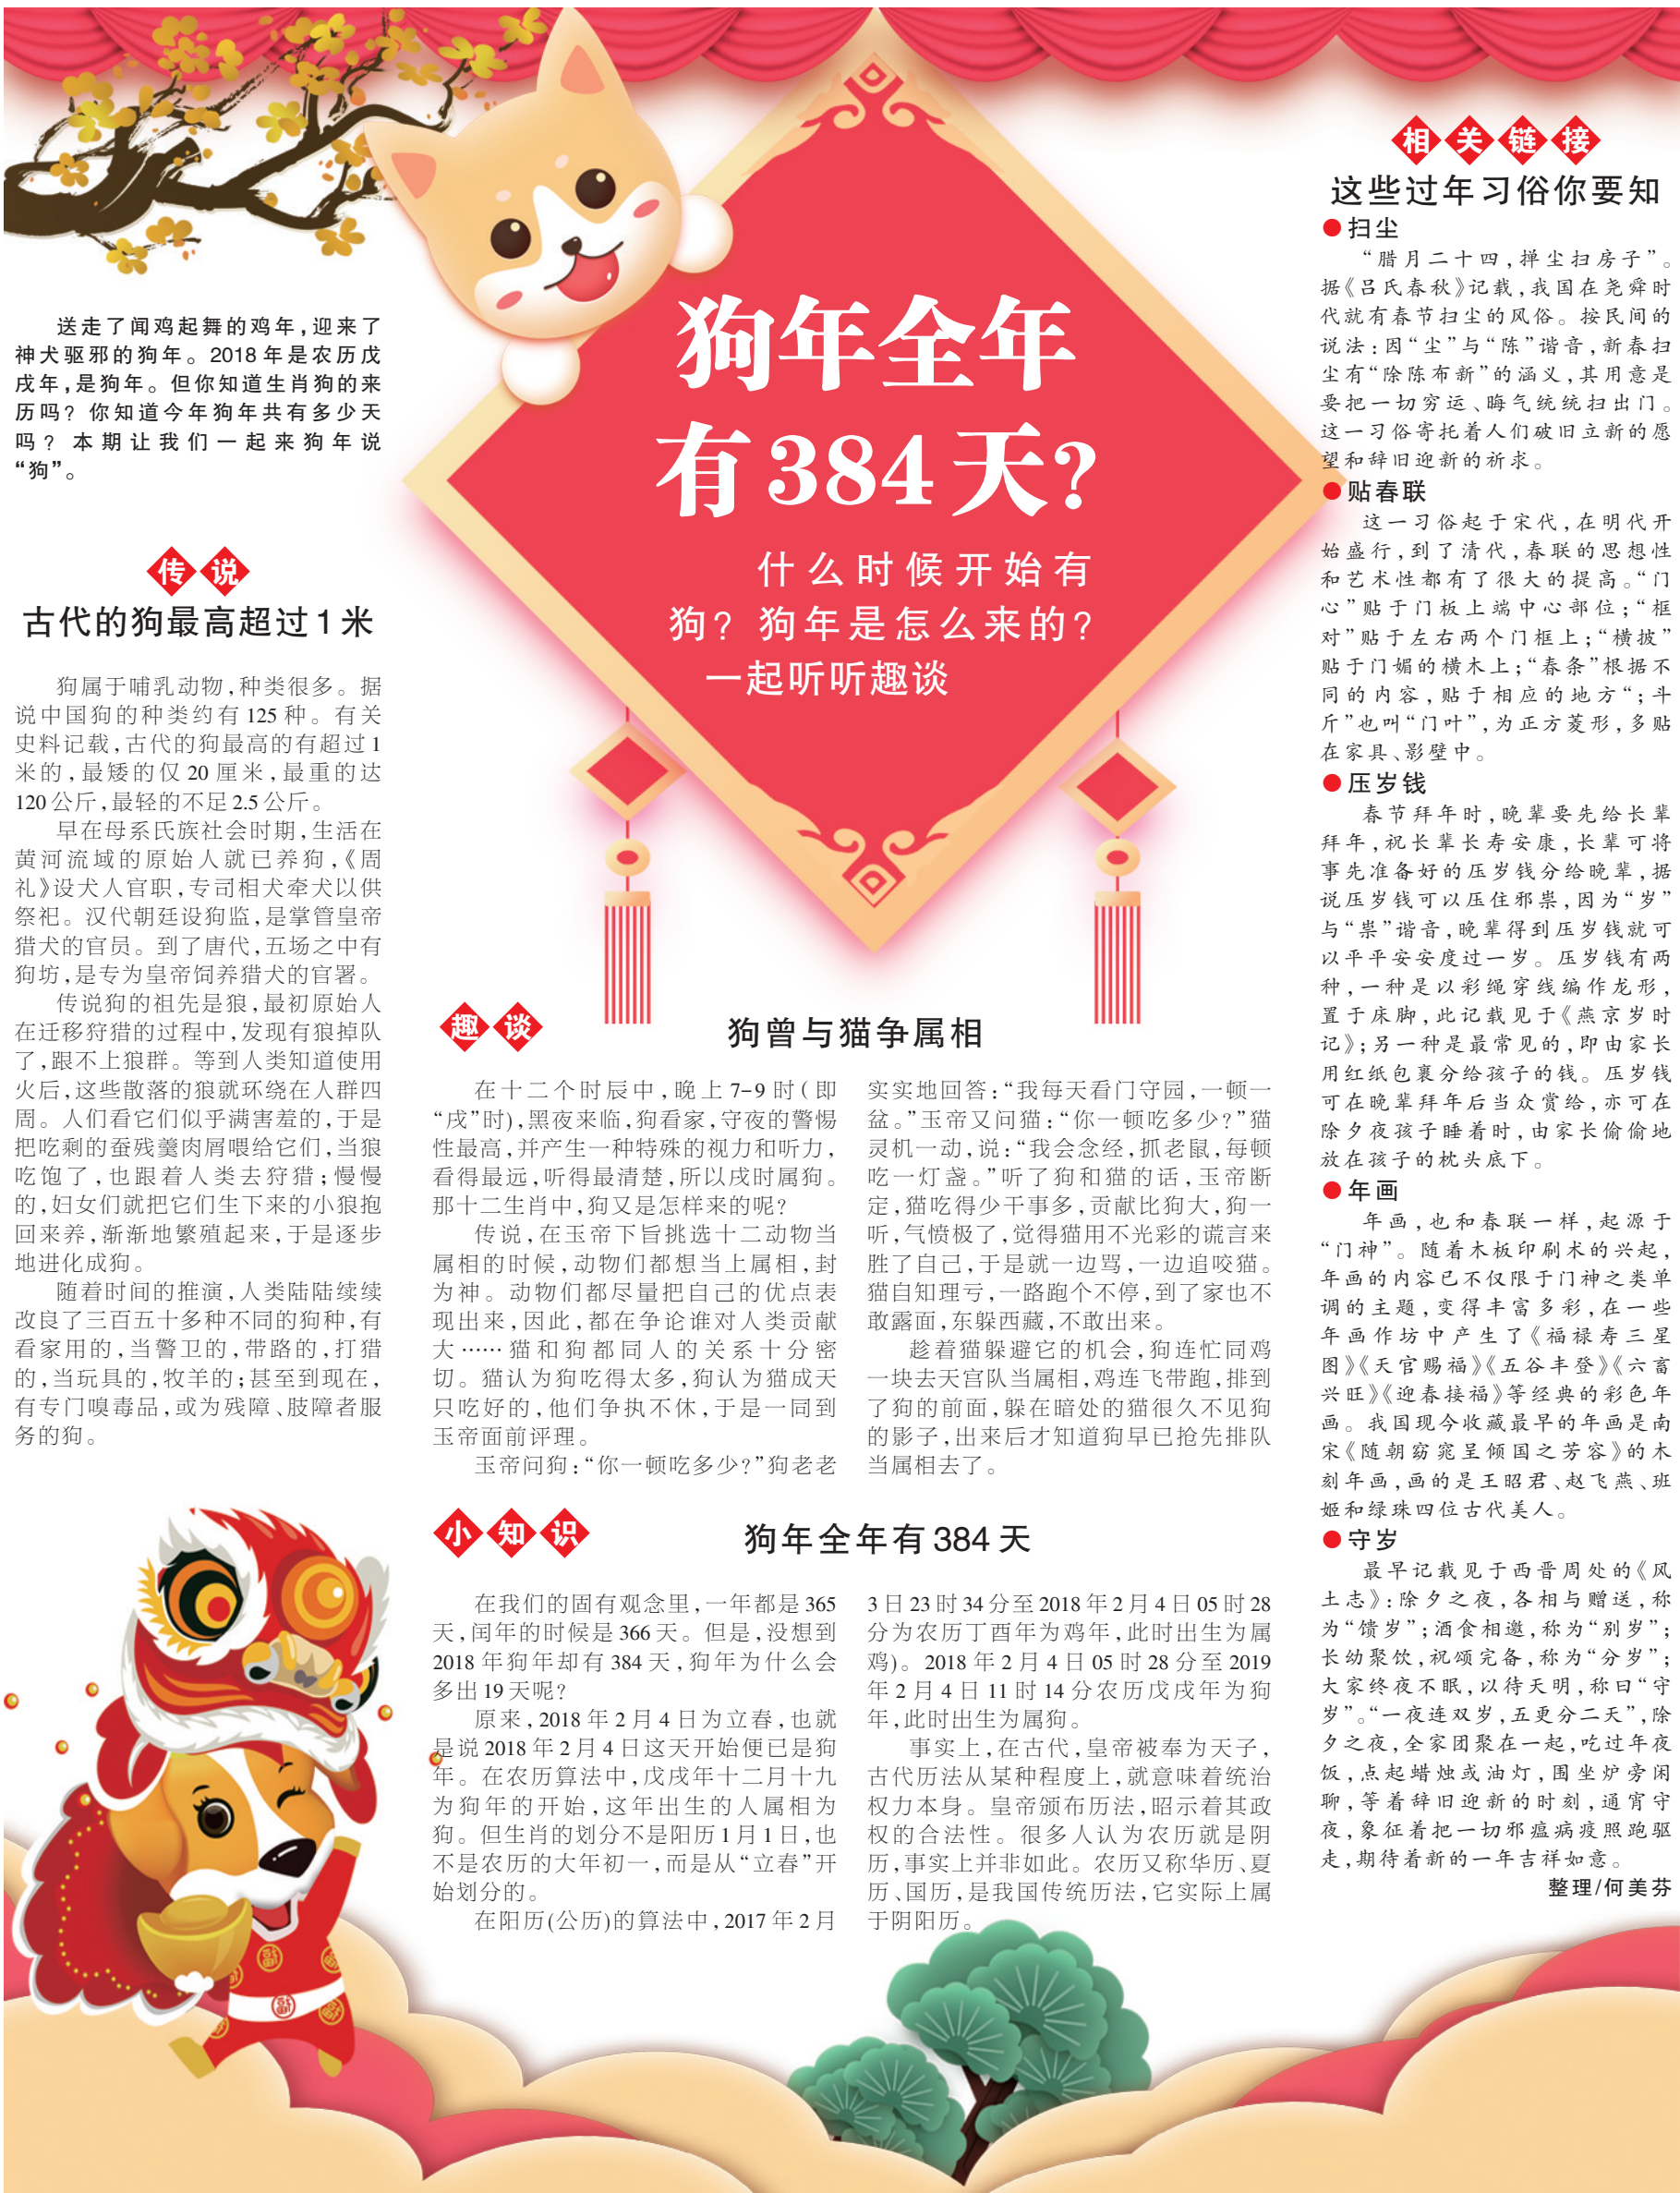 狗年全年
有384天?
什么时候开始有
狗？狗年是怎么来的？
一起听听趣谈
送走了闻鸡起舞的鸡年，迎来了
神犬驱邪的狗年。2018年是农历戊
戌年，是狗年。但你知道生肖狗的来
历吗？你知道今年狗年共有多少天
吗？本期让我们一起来狗年说
“狗”。
传说
古代的狗最高超过1米
狗属于哺乳动物，种类很多。据
说中国狗的种类约有125种。有关
史料记载，古代的狗最高的有超过1
米的，最矮的仅20厘米，最重的达
120公斤，最轻的不足2.5公斤。
早在母系氏族社会时期，生活在
黄河流域的原始人就已养狗，《周
礼》设犬人官职，专司相犬牵犬以供
祭祀。汉代朝廷设狗监，是掌管皇帝
猎犬的官员。到了唐代，五场之中有
狗坊，是专为皇帝饲养猎犬的官署。
传说狗的祖先是狼，最初原始人
在迁移狩猎的过程中，发现有狼掉队
了，跟不上狼群。等到人类知道使用
火后，这些散落的狼就环绕在人群四
周。人们看它们似乎满害羞的，于是
把吃剩的蚕残羹肉屑喂给它们，当狼
吃饱了，也跟着人类去狩猎；慢慢
的，妇女们就把它们生下来的小狼抱
回来养，渐渐地繁殖起来，于是逐步
地进化成狗。
随着时间的推演，人类陆陆续续
改良了三百五十多种不同的狗种，有
看家用的，当警卫的，带路的，打猎
的，当玩具的，牧羊的；甚至到现在，
有专门嗅毒品，或为残障、肢障者服
务的狗。
趣谈
狗曾与猫争属相
在十二个时辰中，晚上7-9时(即
“戌”时)，黑夜来临，狗看家，守夜的警惕
性最高，并产生一种特殊的视力和听力，
看得最远，听得最清楚，所以戌时属狗。
那十二生肖中，狗又是怎样来的呢？
传说，在玉帝下旨挑选十二动物当
属相的时候，动物们都想当上属相，封
为神。动物们都尽量把自己的优点表
现出来，因此，都在争论谁对人类贡献
大……猫和狗都同人的关系十分密
切。猫认为狗吃得太多，狗认为猫成天
只吃好的，他们争执不休，于是一同到
玉帝面前评理。
玉帝问狗：“你一顿吃多少？”狗老老
实实地回答：“我每天看门守园，一顿一
盆。”玉帝又问猫：“你一顿吃多少？”猫
灵机一动，说：“我会念经，抓老鼠，每顿
吃一灯盏。”听了狗和猫的话，玉帝断
定，猫吃得少干事多，贡献比狗大，狗一
听，气愤极了，觉得猫用不光彩的谎言来
胜了自己，于是就一边骂，一边追咬猫。
猫自知理亏，一路跑个不停，到了家也不
敢露面，东躲西藏，不敢出来。
趁着猫躲避它的机会，狗连忙同鸡
一块去天宫队当属相，鸡连飞带跑，排到
了狗的前面，躲在暗处的猫很久不见狗
的影子，出来后才知道狗早已抢先排队
当属相去了。
小知识
狗年全年有384天
在我们的固有观念里，一年都是365
天，闰年的时候是366天。但是，没想到
2018年狗年却有384天，狗年为什么会
多出19天呢？
原来，2018年2月4日为立春，也就
是说2018年2月4日这天开始便已是狗
年。在农历算法中，戊戌年十二月十九
为狗年的开始，这年出生的人属相为
狗。但生肖的划分不是阳历1月1日，也
不是农历的大年初一，而是从“立春”开
始划分的。
在阳历(公历)的算法中，2017年2月
3日23时34分至2018年2月4日05时28
分为农历丁酉年为鸡年，此时出生为属
鸡)。2018年2月4日05时28分至2019
年2月4日11时14分农历戊戌年为狗
年，此时出生为属狗。
事实上，在古代，皇帝被奉为天子，
古代历法从某种程度上，就意味着统治
权力本身。皇帝颁布历法，昭示着其政
权的合法性。很多人认为农历就是阴
历，事实上并非如此。农历又称华历、夏
历、国历，是我国传统历法，它实际上属
于阴阳历。
相关链接
这些过年习俗你要知
●扫尘
“腊月二十四，掸尘扫房子”。
据《吕氏春秋》记载，我国在尧舜时
代就有春节扫尘的风俗。按民间的
说法：因“尘”与“陈”谐音，新春扫
尘有“除陈布新”的涵义，其用意是
要把一切穷运、晦气统统扫出门。
这一习俗寄托着人们破旧立新的愿
望和辞旧迎新的祈求。
●贴春联
这一习俗起于宋代，在明代开
始盛行，到了清代，春联的思想性
和艺术性都有了很大的提高。“门
心”贴于门板上端中心部位；“框
对”贴于左右两个门框上；“横披”
贴于门媚的横木上；“春条”根据不
同的内容，贴于相应的地方“；斗
斤”也叫“门叶”，为正方菱形，多贴
在家具、影壁中。
●压岁钱
春节拜年时，晚辈要先给长辈
拜年，祝长辈长寿安康，长辈可将
事先准备好的压岁钱分给晚辈，据
说压岁钱可以压住邪祟，因为“岁”
与“祟”谐音，晚辈得到压岁钱就可
以平平安安度过一岁。压岁钱有两
种，一种是以彩绳穿线编作龙形，
置于床脚，此记载见于《燕京岁时
记》；另一种是最常见的，即由家长
用红纸包裹分给孩子的钱。压岁钱
可在晚辈拜年后当众赏给，亦可在
除夕夜孩子睡着时，由家长偷偷地
放在孩子的枕头底下。
●年画
年画，也和春联一样，起源于
“门神”。随着木板印刷术的兴起，
年画的内容已不仅限于门神之类单
调的主题，变得丰富多彩，在一些
年画作坊中产生了《福禄寿三星
图》《天官赐福》《五谷丰登》《六畜
兴旺》《迎春接福》等经典的彩色年
画。我国现今收藏最早的年画是南
宋《随朝窈窕呈倾国之芳容》的木
刻年画，画的是王昭君、赵飞燕、班
姬和绿珠四位古代美人。
●守岁
最早记载见于西晋周处的《风
土志》：除夕之夜，各相与赠送，称
为“馈岁”；酒食相邀，称为“别岁”；
长幼聚饮，祝颂完备，称为“分岁”；
大家终夜不眠，以待天明，称曰“守
岁”。“一夜连双岁，五更分二天”，除
夕之夜，全家团聚在一起，吃过年夜
饭，点起蜡烛或油灯，围坐炉旁闲
聊，等着辞旧迎新的时刻，通宵守
夜，象征着把一切邪瘟病疫照跑驱
走，期待着新的一年吉祥如意。
整理/何美芬